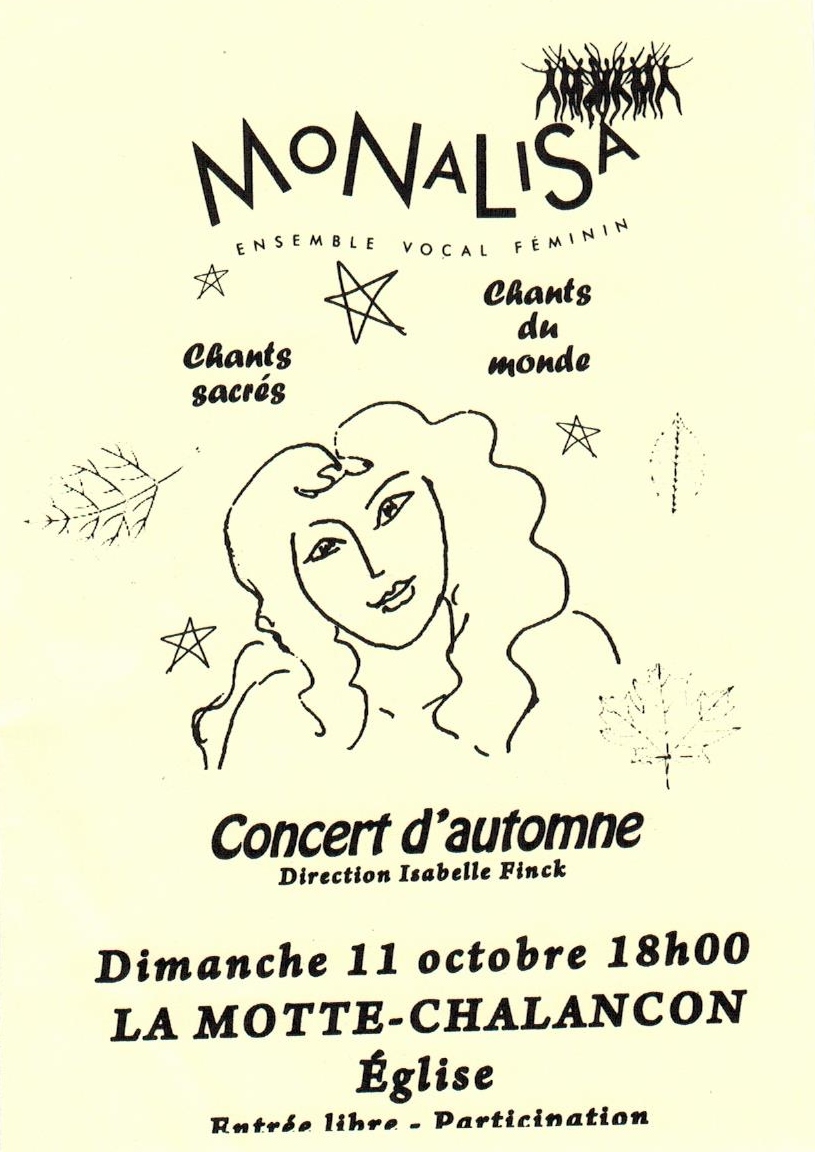 MONALISA
ENSEMBLE VOCAL FÉMININ
Chants
du
monde
Chants
sacrés
Concert d'automne
Direction Isabelle Finck
Dimanche 11 octobre 18h00
LA MOTTE-CHALANCON
Église
Entrée libre - Participation